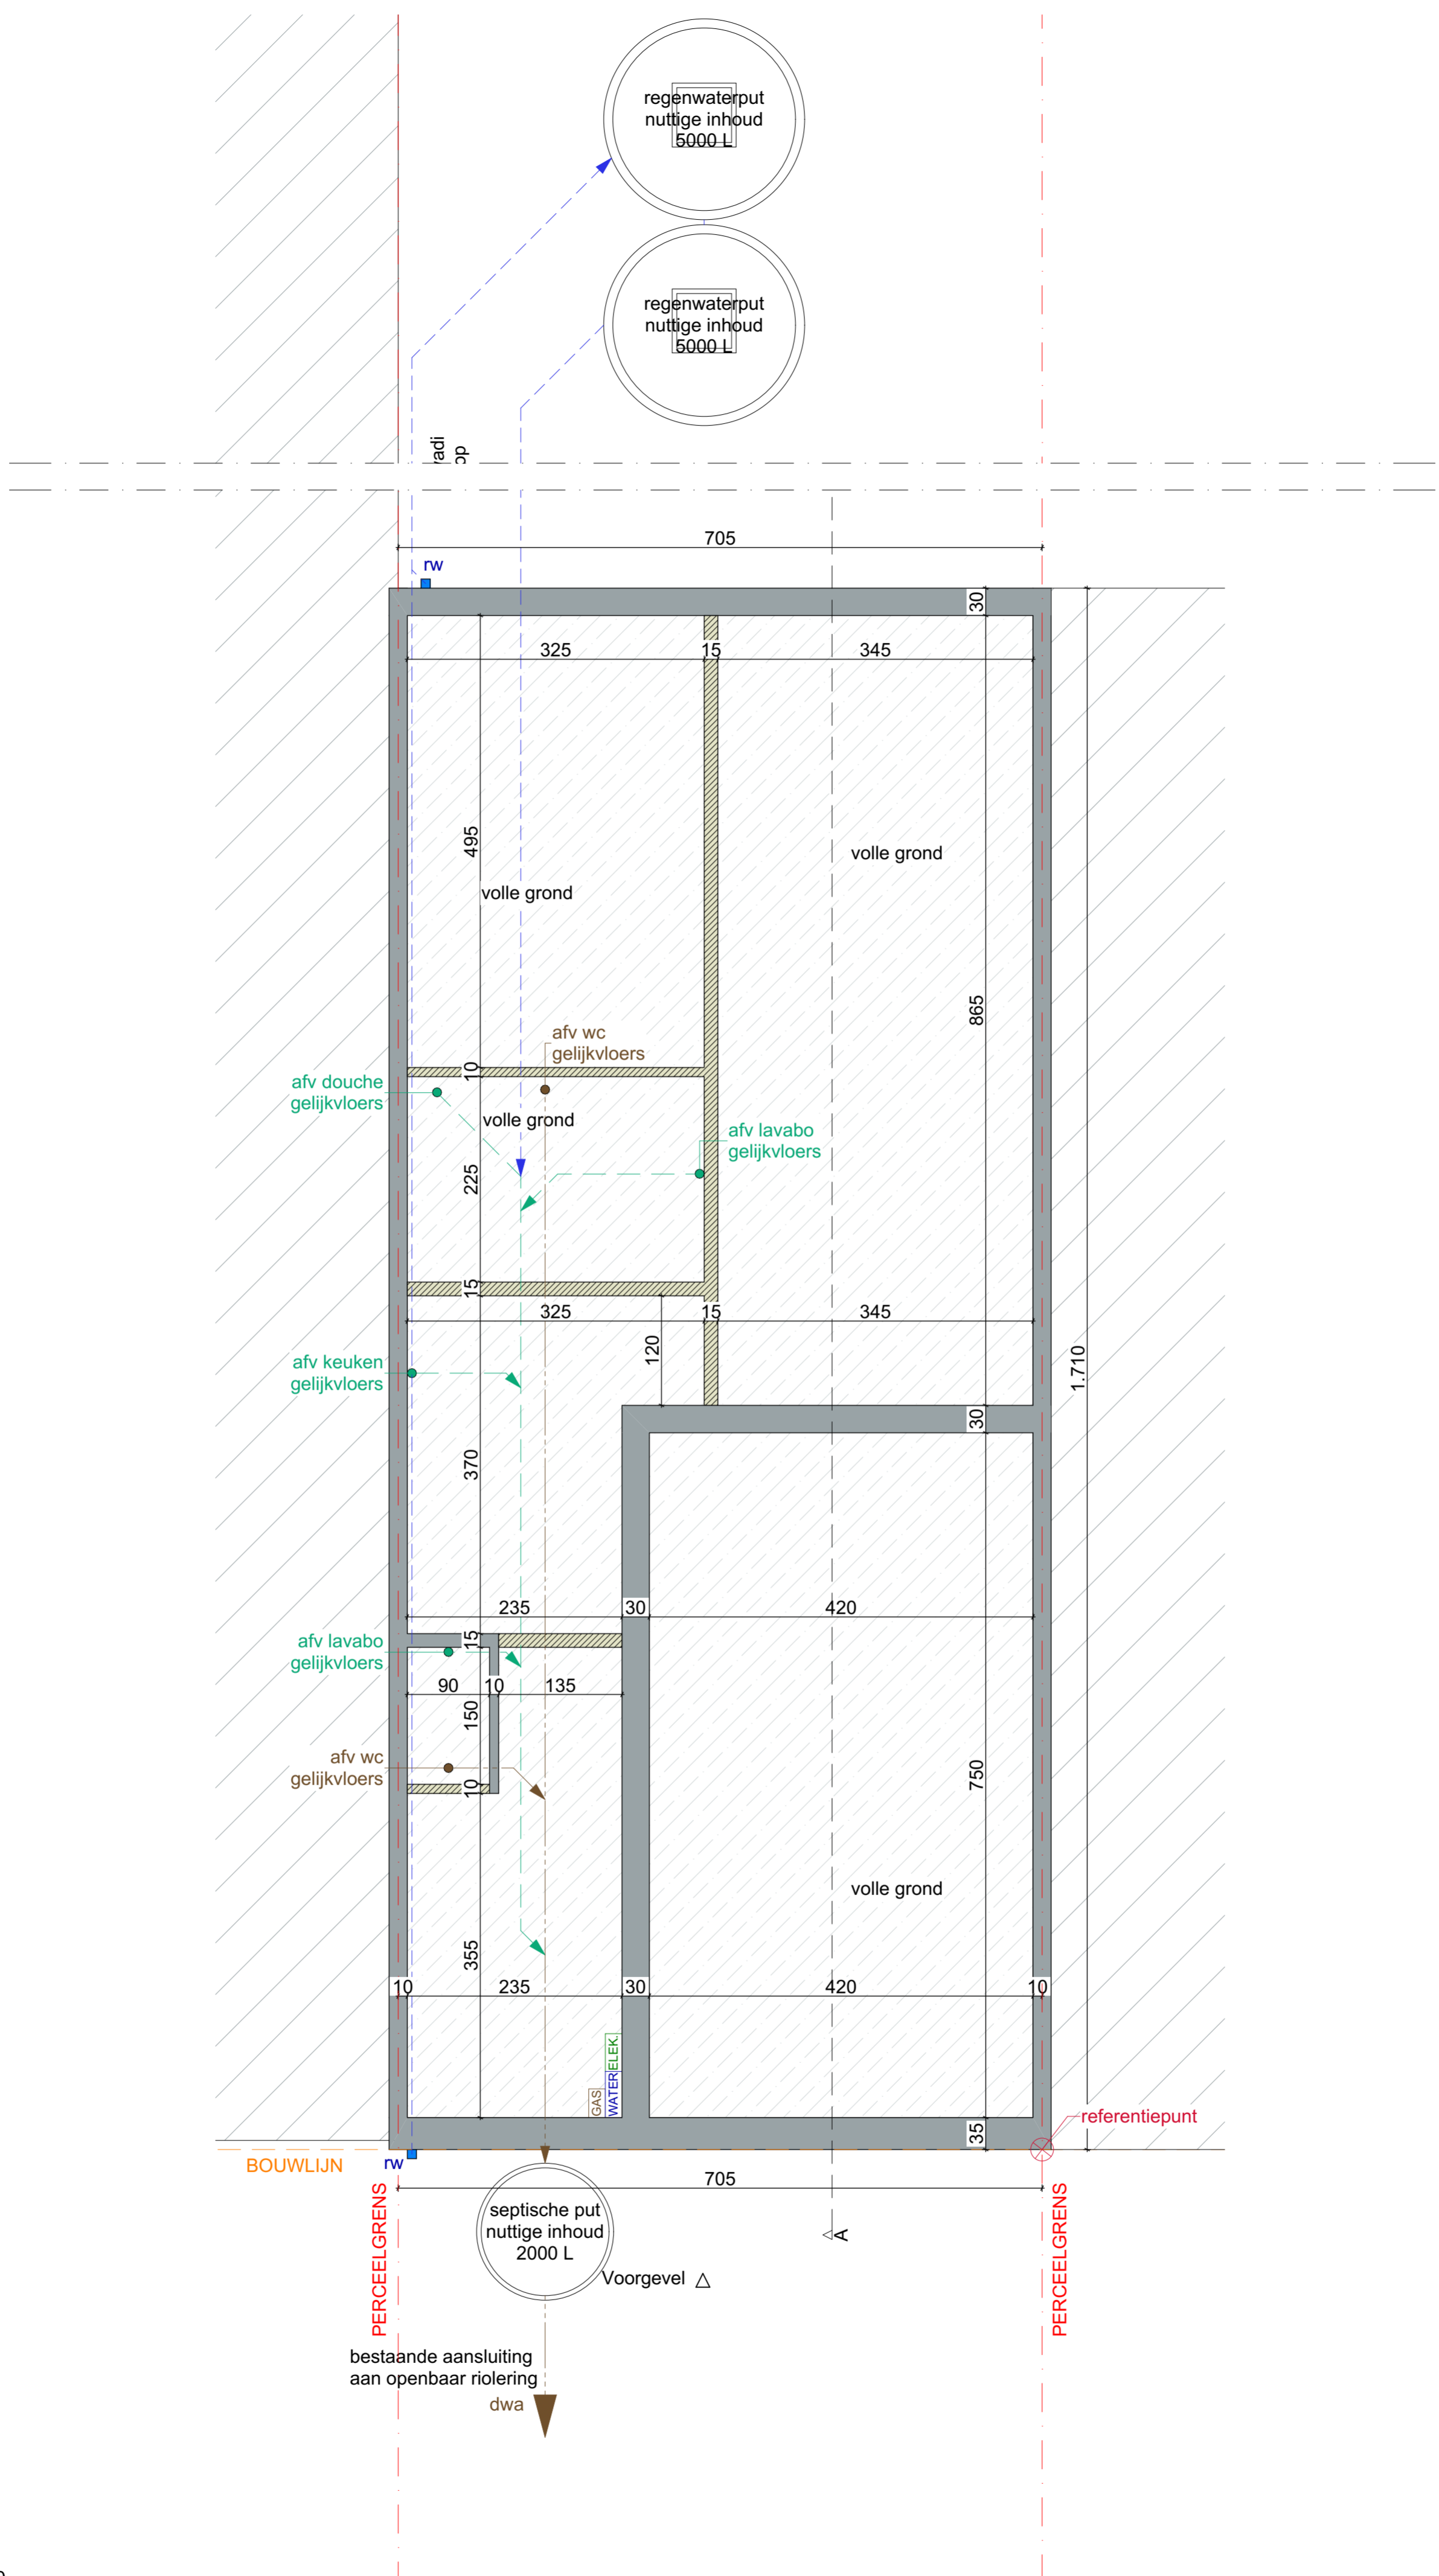 regenwaterput
nuttige inhoud
5000 L
regenwaterput
nuttige inhoud
5000 L
705
rw
30
325
15
345
495
volle grond
volle grond
865
afv wc
gelijkvloers
10
afv douche
gelijkvloers
volle grond
afv lavabo
gelijkvloers
225
15
325
15
345
120
1.710
afv keuken
gelijkvloers
30
370
235
30
420
afv lavabo
gelijkvloers
15
90
10
135
150
afv wc
gelijkvloers
10
750
volle grond
355
10
235
30
420
10
GAS
WATER
ELEK.
referentiepunt
35
BOUWLIJN
rw
705
PERCEELGRENS
PERCEELGRENS
septische put
nuttige inhoud
2000 L
A
Voorgevel
bestaande aansluiting
aan openbaar riolering
dwa